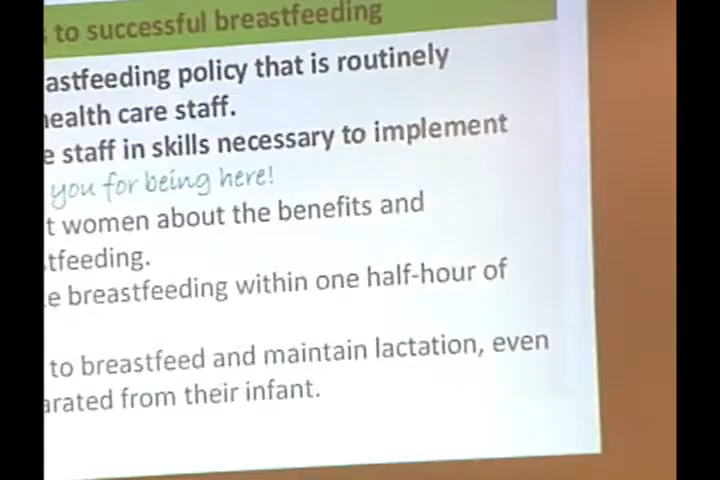 to successful breastfeeding
astfeeding policy that is routinely
health care staff.
e staff in skills necessary to implement
you for being here!
t women about the benefits and
tfeeding.
e breastfeeding within one half-hour of
to breastfeed and maintain lactation, even
arated from their infant.